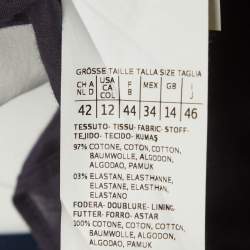 GRÖSSE TAILLE TALLA SIZE TAGLIA
CH A NL D USA CA COL F B MEX GB I J
42 12 44 34 14 46
TESSUTO-TISSU-FABRIC-STOFF-
TEJIDO-TECIDO-KUMAŞ
97% COTONE, COTON, COTTON,
BAUMWOLLE, ALGODON,
ALGODAO, PAMUK
03% ELASTAN, ELASTHANNE,
ELASTANE, ELASTHAN,
ELASTANO
FODERA-DOUBLURE-LINING
FUTTER-FORRO-ASTAR
100% COTONE, COTON, COTTON
BAUMWOLLE, ALGODON,
ALGODAO, PAMUK